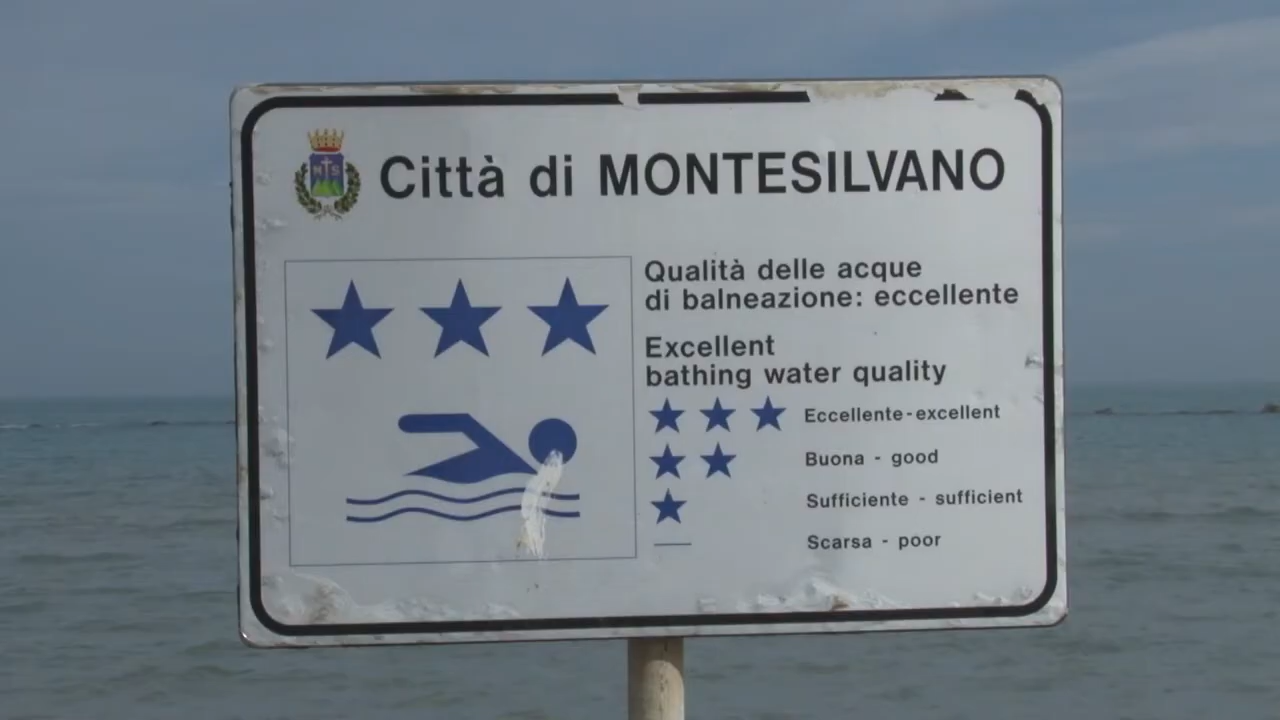 Città di MONTESILVANO
M S
Qualità delle acque
di balneazione: eccellente
Excellent
bathing water quality
Eccellente-excellent
Buona - good
Sufficiente - sufficient
Scarsa - poor